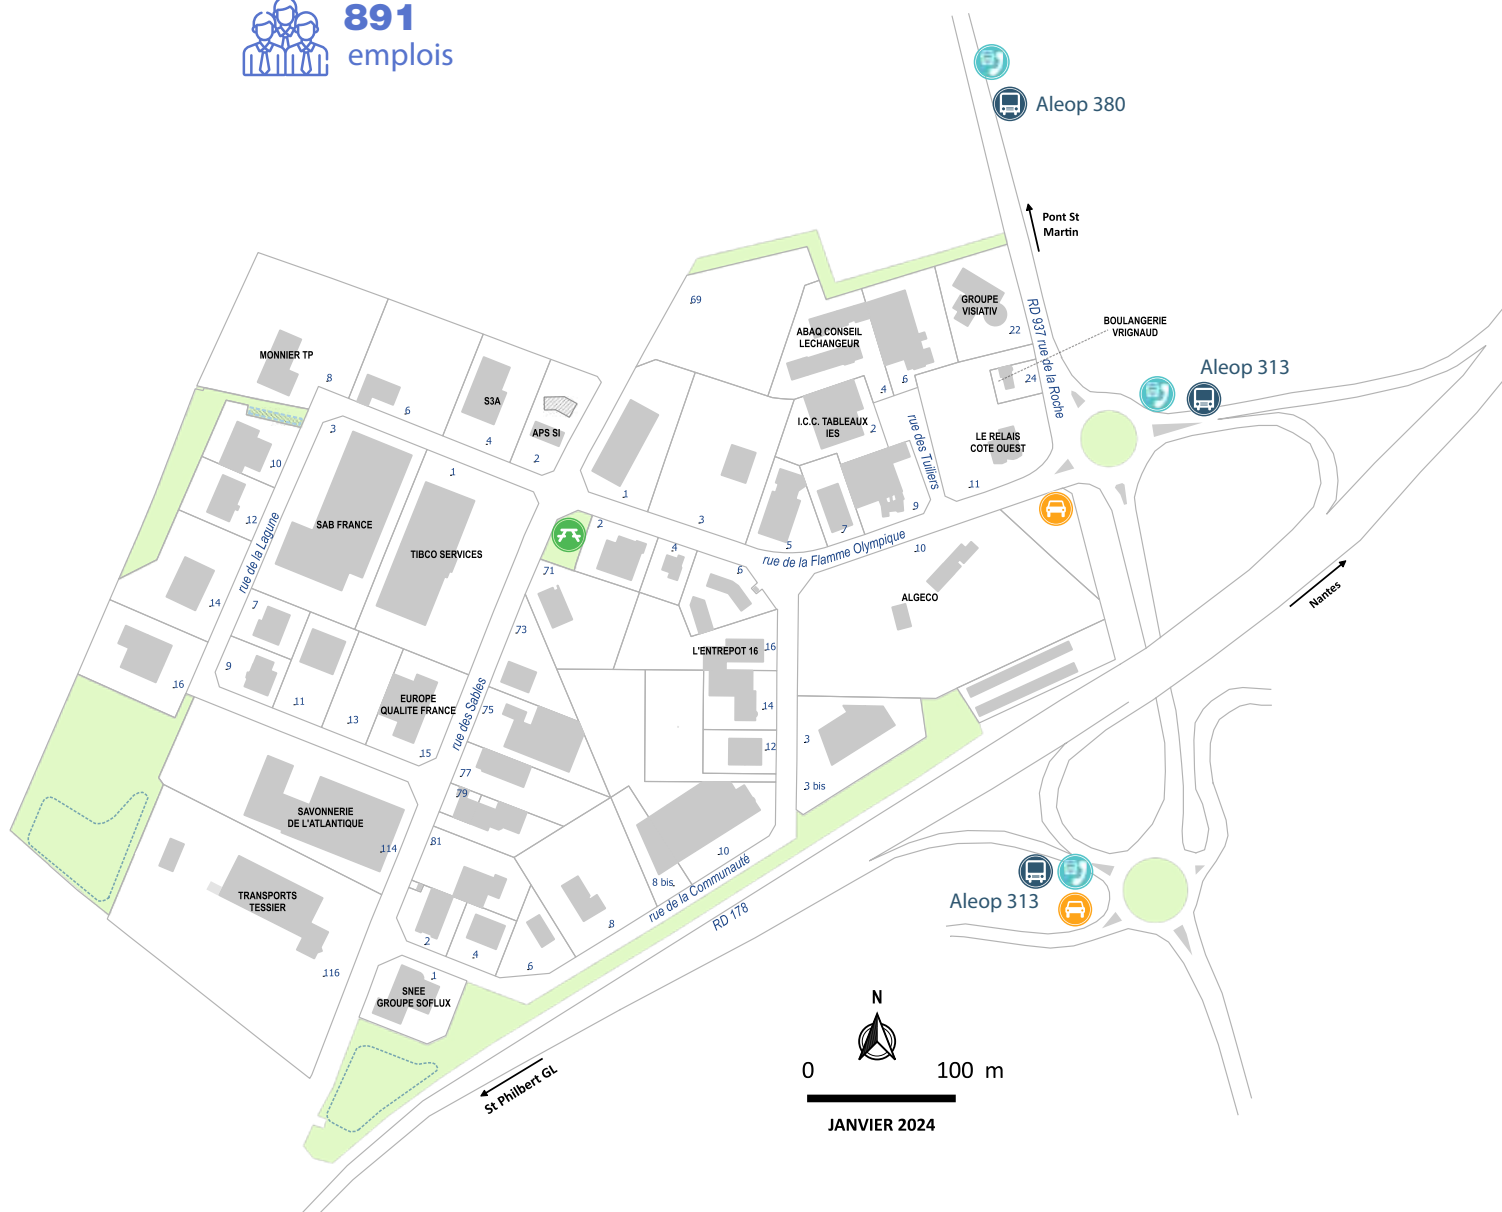 891
emplois
Aleop 380
Pont St
Martin
69
GROUPE
VISIATIV
22
RD 937 rue de la Roche
BOULANGERIE
VRIGNAUD
ABAQ CONSEIL
LECHANGEUR
MONNIER TP
8
6
S3A
4
APS SI
2
4
6
24
Aleop 313
I.C.C. TABLEAUX
IES
2
rue des Tuiliers
LE RELAIS
COTE OUEST
11
3
1
10
12
SAB FRANCE
TIBCO SERVICES
rue de la Lagune
1
3
5
7
9
rue de la Flamme Olympique
10
2
4
6
71
73
ALGECO
Nantes
14
7
9
16
11
13
EUROPE
QUALITE FRANCE
15
rue des Sables
75
77
79
81
L'ENTREPOT 16
16
14
12
3
3 bis
SAVONNERIE
DE L'ATLANTIQUE
114
TRANSPORTS
TESSIER
116
10
8 bis
rue de la Communauté
8
RD 178
2
4
6
1
SNEE
GROUPE SOFLUX
Aleop 313
St Philbert GL
N
0 100 m
JANVIER 2024